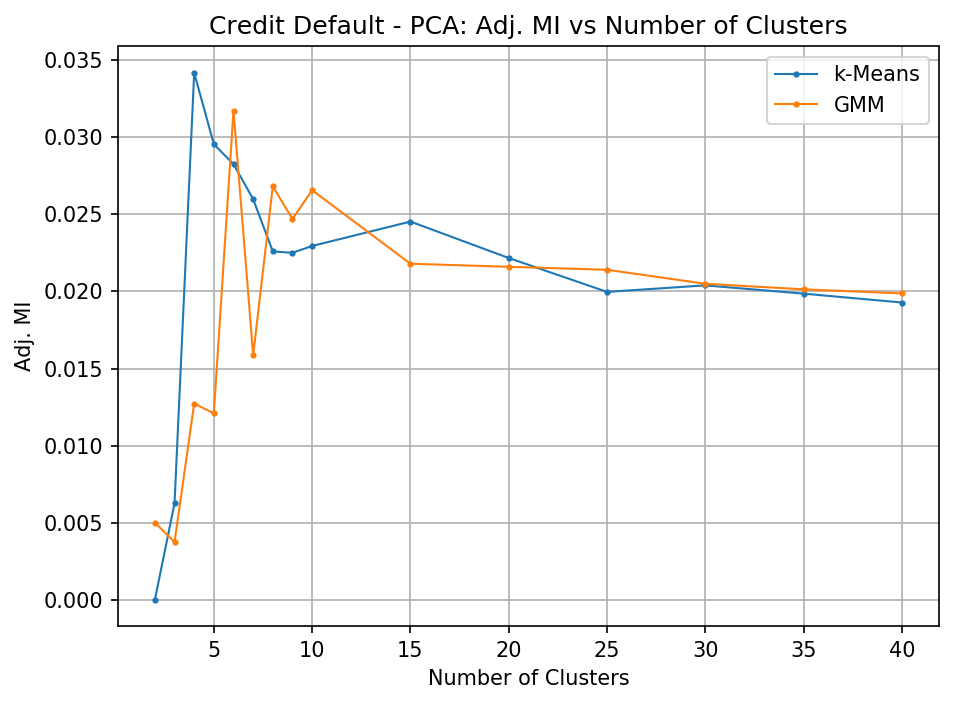 Credit Default - PCA: Adj. MI vs Number of Clusters
k-Means
GMM
Adj. MI
0.035
0.030
0.025
0.020
0.015
0.010
0.005
0.000
5 10 15 20 25 30 35 40
Number of Clusters